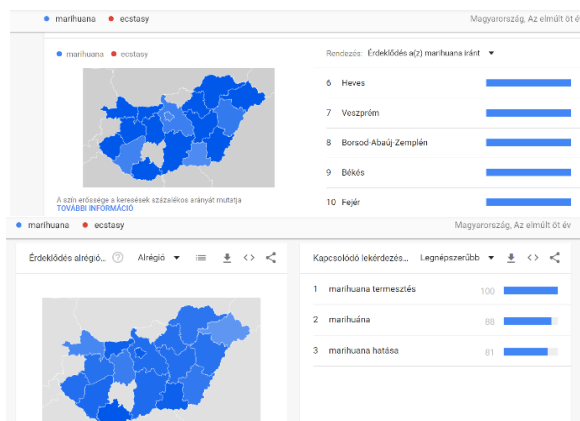 marihuana ecstasy Magyarország, Az elmúlt öt év
marihuana ecstasy
Rendezés: Érdeklődés a(z) marihuana iránt
6 Heves
7 Veszprém
8 Borsod-Abaúj-Zemplén
9 Békés
10 Fejér
A szín erőssége a keresések százalékos arányát mutatja
TOVÁBBI INFORMÁCIÓ
marihuana ecstasy Magyarország, Az elmúlt öt év
Érdeklődés alrégió... Alrégió
Kapcsolódó lekérdezés... Legnépszerűbb
1 marihuana termesztés 100
2 marihuána 88
3 marihuana hatása 81